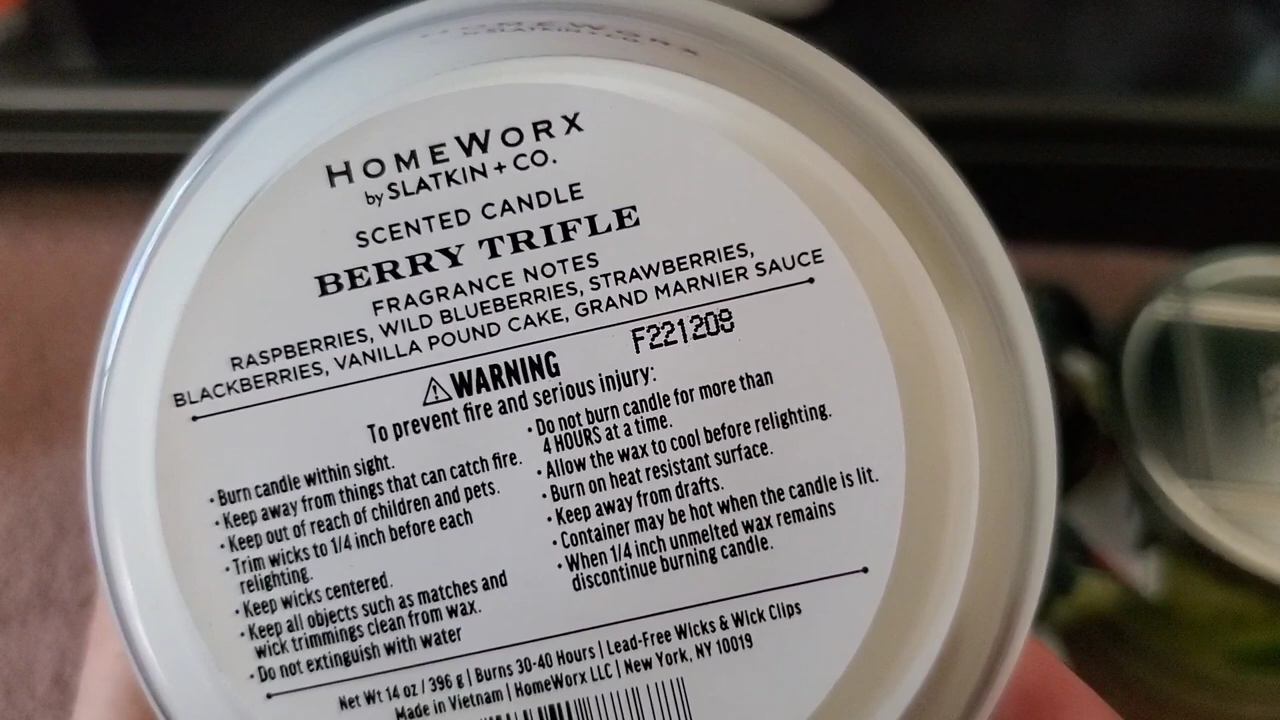 HOMEWORX
by SLATKIN + CO.
SCENTED CANDLE
BERRY TRIFLE
FRAGRANCE NOTES
RASPBERRIES, WILD BLUEBERRIES, STRAWBERRIES,
BLACKBERRIES, VANILLA POUND CAKE, GRAND MARNIER SAUCE
F221209
⚠WARNING
To prevent fire and serious injury:
• Burn candle within sight.
• Keep away from things that can catch fire.
• Keep out of reach of children and pets.
• Trim wicks to 1/4 inch before each
relighting.
• Keep wicks centered.
• Keep all objects such as matches and
wick trimmings clean from wax.
• Do not extinguish with water
• Do not burn candle for more than
4 HOURS at a time.
• Allow the wax to cool before relighting.
• Burn on heat resistant surface.
• Keep away from drafts.
• Container may be hot when the candle is lit.
• When 1/4 inch unmelted wax remains
discontinue burning candle.
Net Wt 14 oz / 396 g | Burns 30-40 Hours | Lead-Free Wicks & Wick Clips
Made in Vietnam | HomeWorx LLC | New York, NY 10019